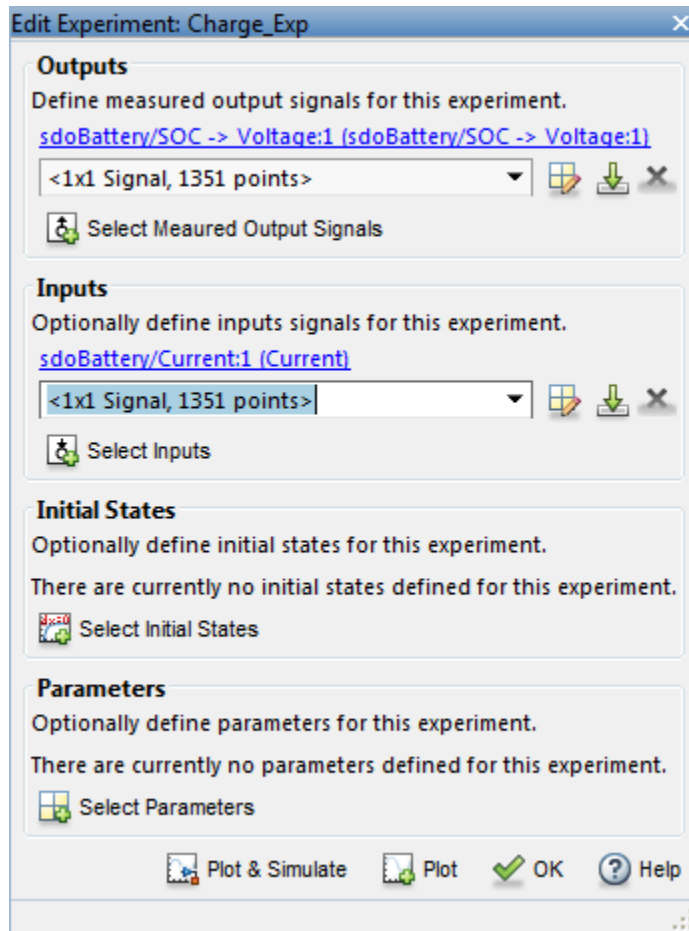 Edit Experiment: Charge_Exp
Outputs
Define measured output signals for this experiment.
sdoBattery/SOC -> Voltage:1 (sdoBattery/SOC -> Voltage:1)
<1x1 Signal, 1351 points>
Select Meaured Output Signals
Inputs
Optionally define inputs signals for this experiment.
sdoBattery/Current:1 (Current)
<1x1 Signal, 1351 points>
Select Inputs
Initial States
Optionally define initial states for this experiment.
There are currently no initial states defined for this experiment.
Select Initial States
Parameters
Optionally define parameters for this experiment.
There are currently no parameters defined for this experiment.
Select Parameters
Plot & Simulate Plot OK Help